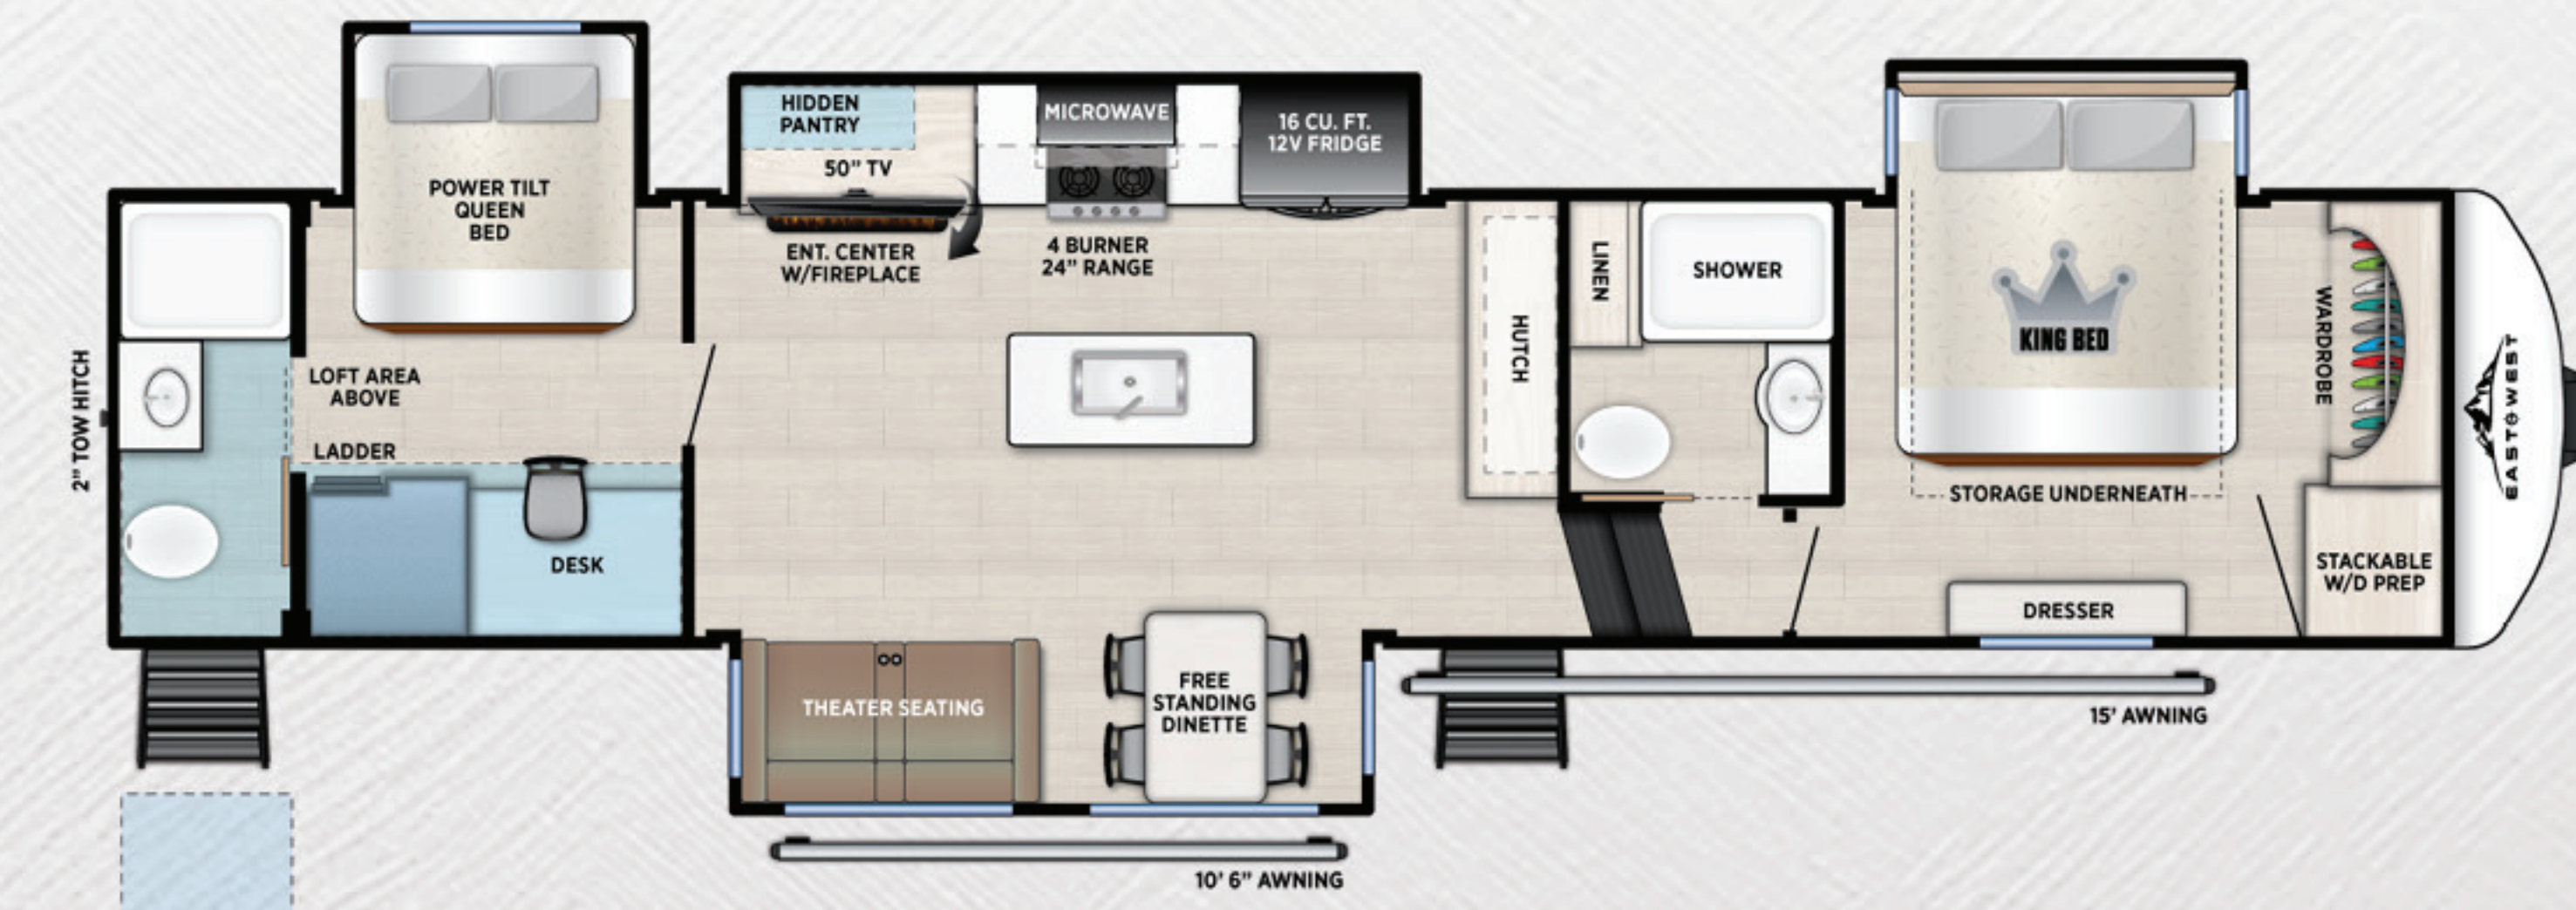 2" TOW HITCH
POWER TILT
QUEEN
BED
LOFT AREA
ABOVE
LADDER
DESK
HIDDEN
PANTRY
50" TV
ENT. CENTER
W/FIREPLACE
MICROWAVE
4 BURNER
24" RANGE
16 CU. FT.
12V FRIDGE
HUTCH
LINEN
SHOWER
KING BED
STORAGE UNDERNEATH
WARDROBE
STACKABLE
W/D PREP
DRESSER
EAST WEST
THEATER SEATING
FREE
STANDING
DINETTE
15' AWNING
10' 6" AWNING